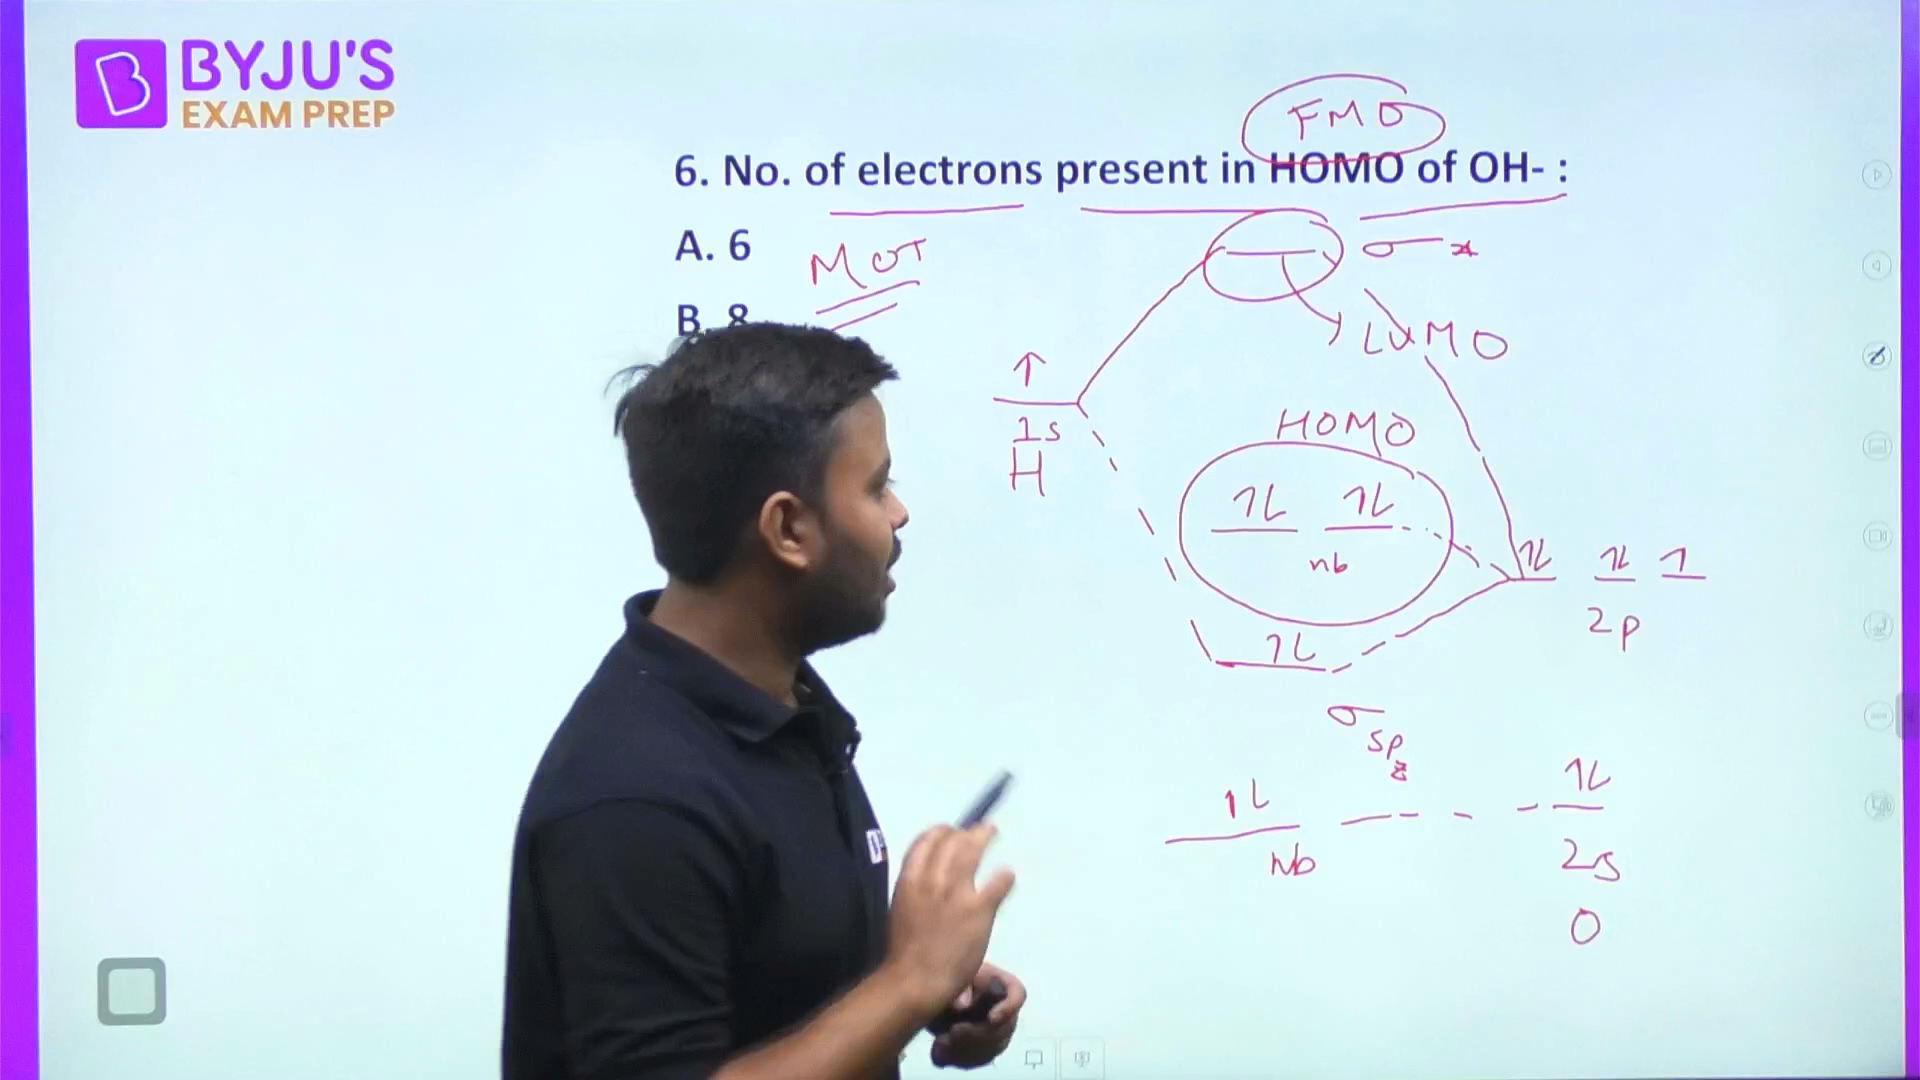 BYJU'S
EXAM PREP
FMO
6. No. of electrons present in HOMO of OH- :
A. 6
MOT
σ*
B. 8
LUMO
1s
H
HOMO
nb
2p
σspz
nb
2s
O